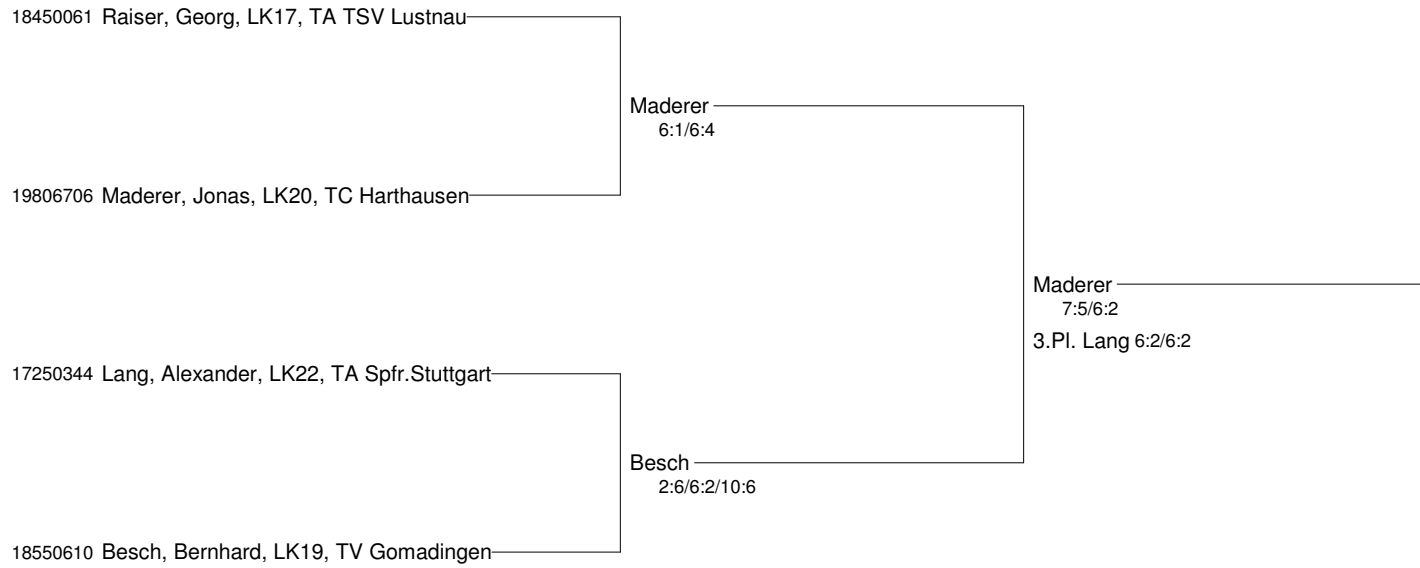 18450061 Raiser, Georg, LK17, TA TSV Lustnau
Maderer
6:1/6:4
19806706 Maderer, Jonas, LK20, TC Harthausen
Maderer
7:5/6:2
3.Pl. Lang 6:2/6:2
17250344 Lang, Alexander, LK22, TA Spfr.Stuttgart
Besch
2:6/6:2/10:6
18550610 Besch, Bernhard, LK19, TV Gomadingen